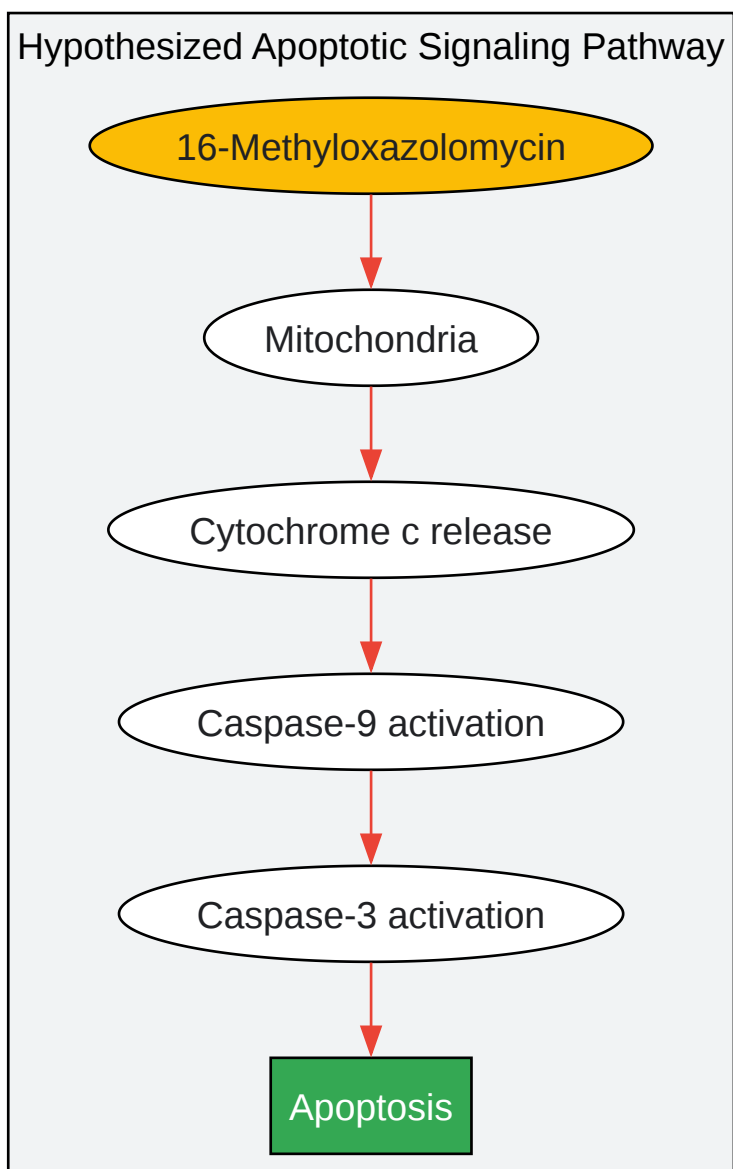 Hypothesized Apoptotic Signaling Pathway
16-Methyloxazolomycin
Mitochondria
Cytochrome c release
Caspase-9 activation
Caspase-3 activation
Apoptosis